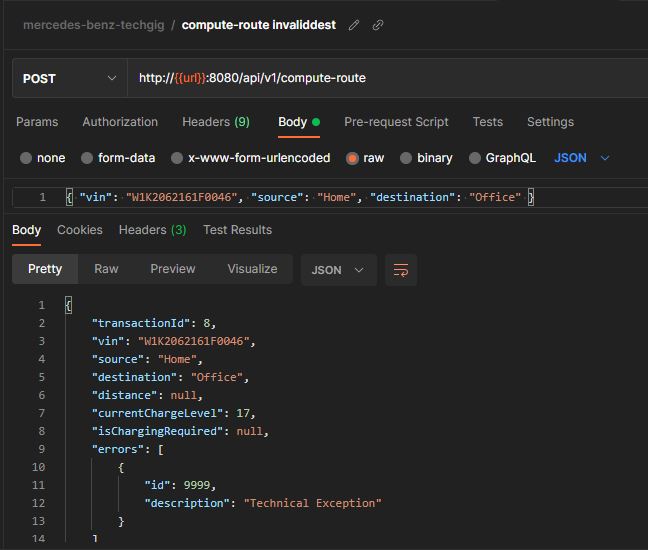 mercedes-benz-techgig / compute-route invaliddest
POST http://{{url}}:8080/api/v1/compute-route
Params Authorization Headers (9) Body Pre-request Script Tests Settings
none form-data x-www-form-urlencoded raw binary GraphQL JSON
1 { "vin": "W1K2062161F0046", "source": "Home", "destination": "Office" }
Body Cookies Headers (3) Test Results
Pretty Raw Preview Visualize JSON
1 {
2 "transactionId": 8,
3 "vin": "W1K2062161F0046",
4 "source": "Home",
5 "destination": "Office",
6 "distance": null,
7 "currentChargeLevel": 17,
8 "isChargingRequired": null,
9 "errors": [
10 {
11 "id": 9999,
12 "description": "Technical Exception"
13 }
14 ]